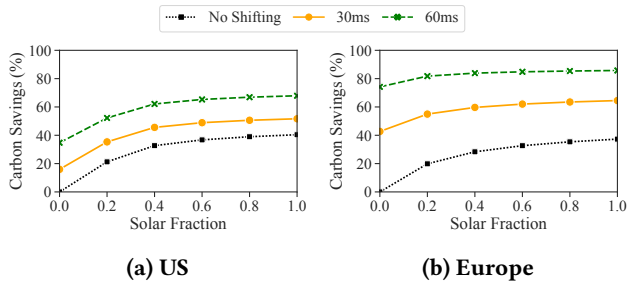 No Shifting 30ms 60ms
Carbon Savings (%)
100
80
60
40
20
0
0.0 0.2 0.4 0.6 0.8 1.0
Solar Fraction
(a) US
Carbon Savings (%)
100
80
60
40
20
0
0.0 0.2 0.4 0.6 0.8 1.0
Solar Fraction
(b) Europe